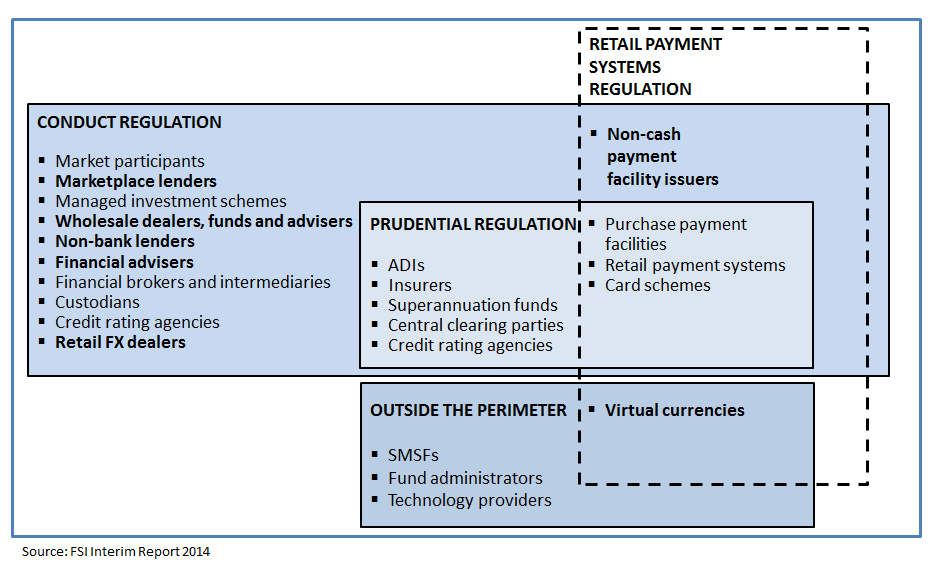 RETAIL PAYMENT
SYSTEMS
REGULATION
CONDUCT REGULATION
▪ Market participants
▪ Marketplace lenders
▪ Managed investment schemes
▪ Wholesale dealers, funds and advisers
▪ Non-bank lenders
▪ Financial advisers
▪ Financial brokers and intermediaries
▪ Custodians
▪ Credit rating agencies
▪ Retail FX dealers
▪ Non-cash
payment
facility issuers
PRUDENTIAL REGULATION
▪ ADIs
▪ Insurers
▪ Superannuation funds
▪ Central clearing parties
▪ Credit rating agencies
▪ Purchase payment
facilities
▪ Retail payment systems
▪ Card schemes
OUTSIDE THE PERIMETER
▪ SMSFs
▪ Fund administrators
▪ Technology providers
▪ Virtual currencies
Source: FSI Interim Report 2014